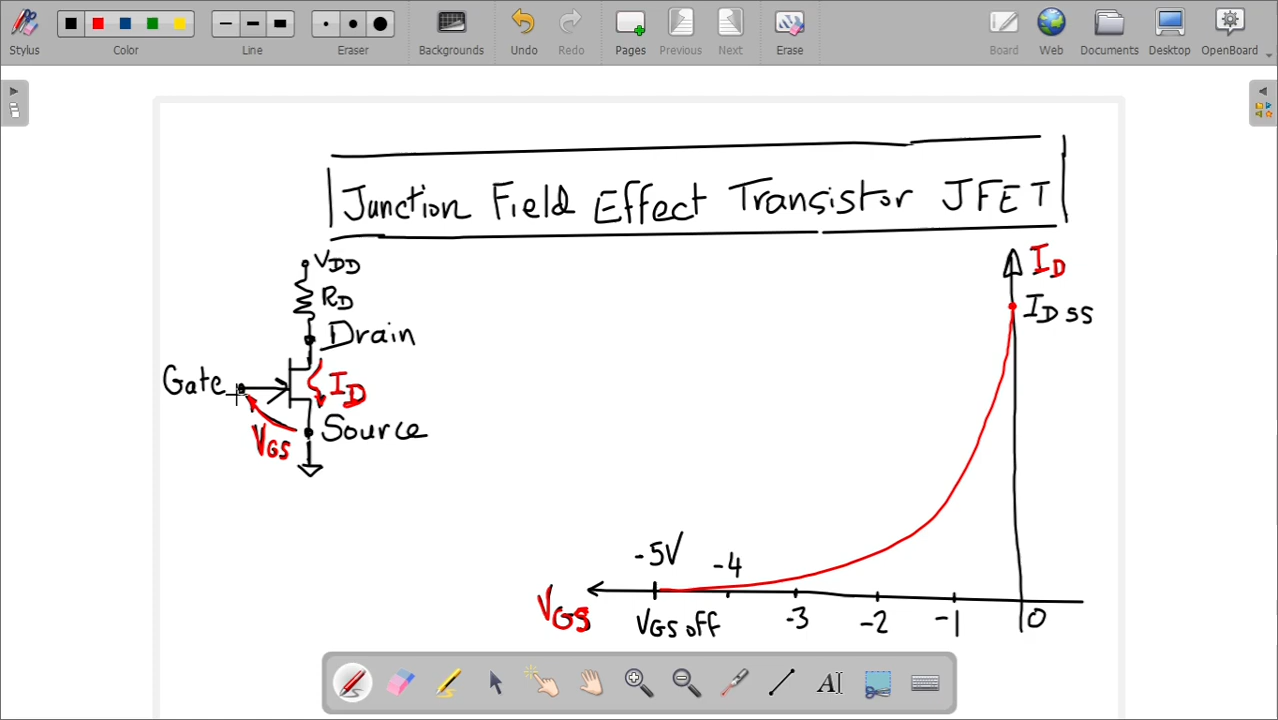 Stylus Color Line Eraser Backgrounds Undo Redo Pages Previous Next Erase Board Web Documents Desktop OpenBoard
Junction Field Effect Transistor JFET
VDD
RD
Drain
Gate
ID
VGS
Source
ID
IDSS
-5V -4
VGS
VGS off -3 -2 -1 0
AI